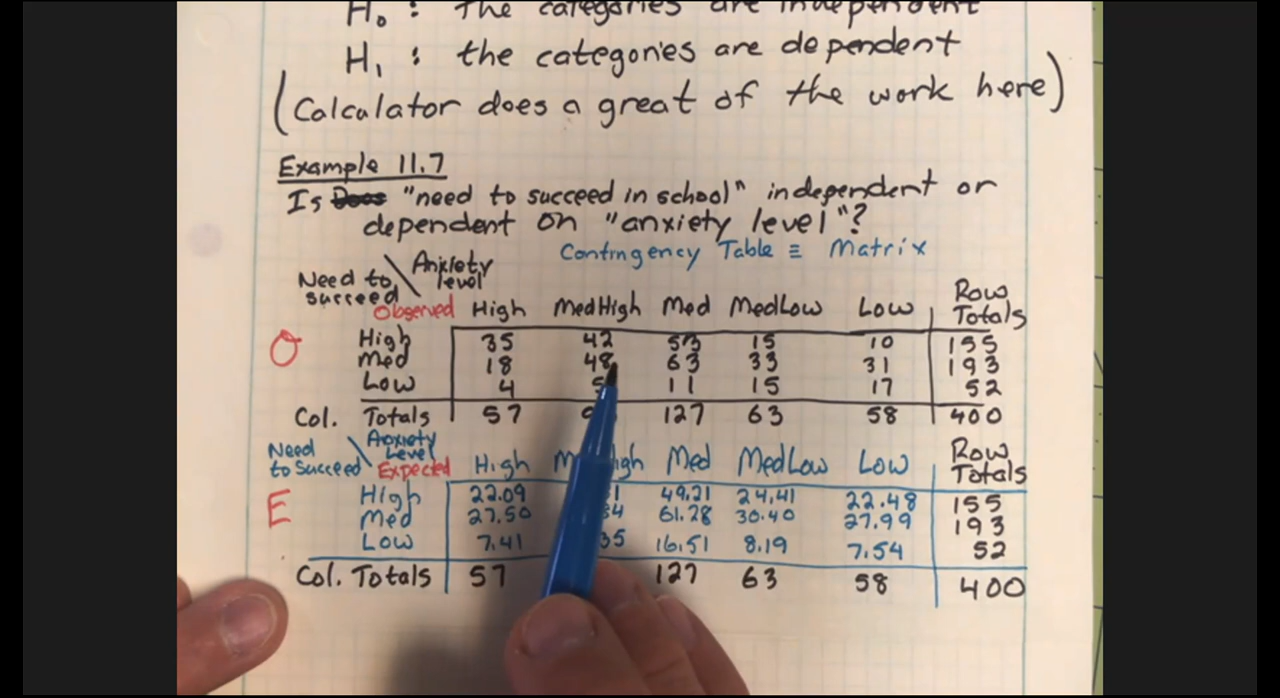 H₀ : The categories are independent
H₁ : the categories are dependent
(Calculator does a great of the work here)
Example 11.7
Is "need to succeed in school" independent or
dependent on "anxiety level"?
Contingency Table ≡ Matrix
Need to succeed \ Anxiety level
Observed High MedHigh Med MedLow Low Row Totals
O
High 35 42 53 15 10 155
Med 18 48 63 33 31 193
Low 4 5 11 15 17 52
Col. Totals 57 127 63 58 400
Need to Succeed \ Anxiety Level
Expected High Med Low MedLow Row Totals
E
High 22.09 49.21 24.41 22.48 155
Med 27.50 61.28 30.40 27.99 193
Low 7.41 16.51 8.19 7.54 52
Col. Totals 57 127 63 58 400